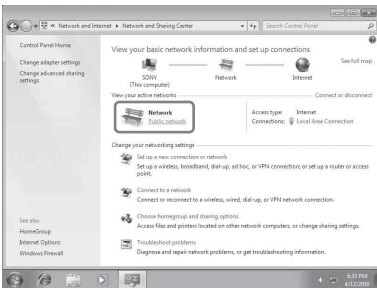 Network and Internet Network and Sharing Center
Search Control Panel
Control Panel Home
Change adapter settings
Change advanced sharing
settings
View your basic network information and set up connections
See full map
SONY
(This computer)
Network
Internet
View your active networks
Connect or disconnect
Network
Public network
Access type: Internet
Connections: Local Area Connection
Change your networking settings
Set up a new connection or network
Set up a wireless, broadband, dial-up, ad hoc, or VPN connection; or set up a router or access
point.
Connect to a network
Connect or reconnect to a wireless, wired, dial-up, or VPN network connection.
Choose homegroup and sharing options
Access files and printers located on other network computers, or change sharing settings.
Troubleshoot problems
Diagnose and repair network problems, or get troubleshooting information.
See also
HomeGroup
Internet Options
Windows Firewall
6:33 PM
4/12/2016